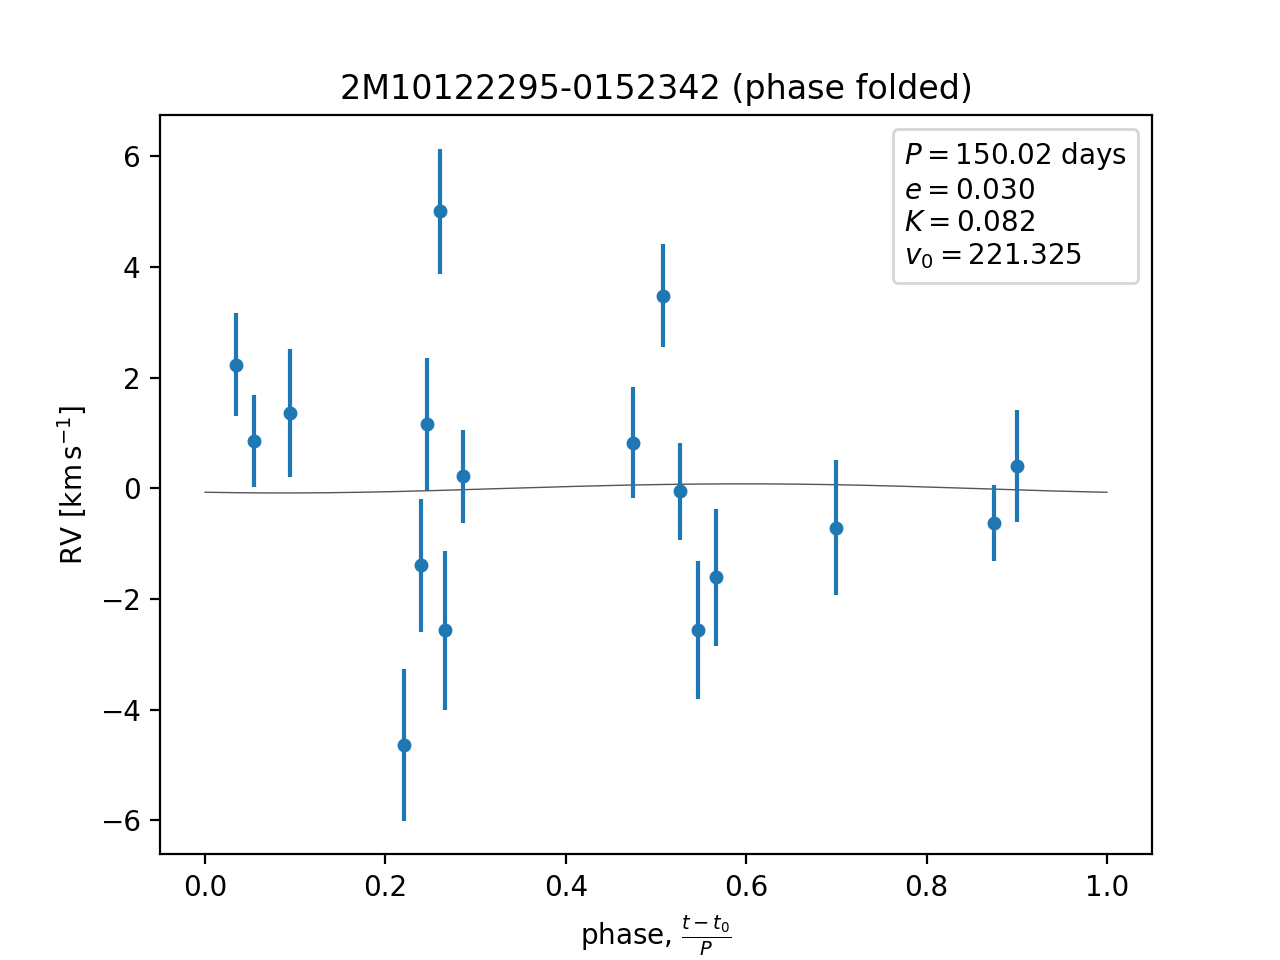 2M10122295-0152342 (phase folded)
P = 150.02 days
e = 0.030
K = 0.082
v₀ = 221.325
RV [km s⁻¹]
6
4
2
0
−2
−4
−6
0.0 0.2 0.4 0.6 0.8 1.0
phase, (t − t₀)/P